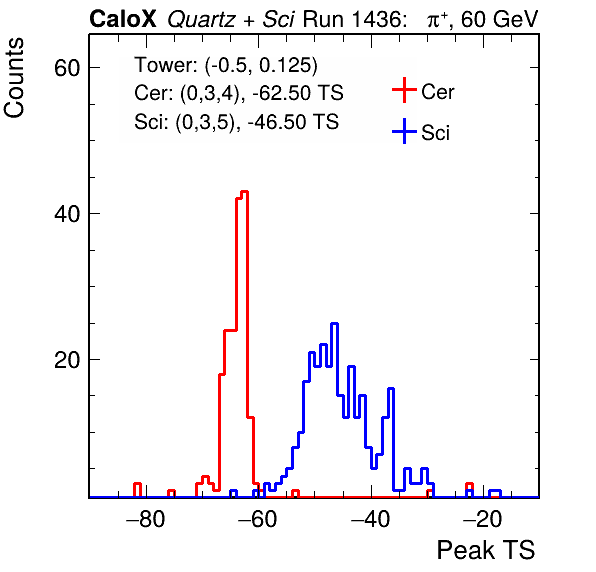 CaloX Quartz + Sci Run 1436: π⁺, 60 GeV
Counts
Tower: (-0.5, 0.125)
Cer: (0,3,4), -62.50 TS
Sci: (0,3,5), -46.50 TS
Cer
Sci
60
40
20
−80 −60 −40 −20
Peak TS